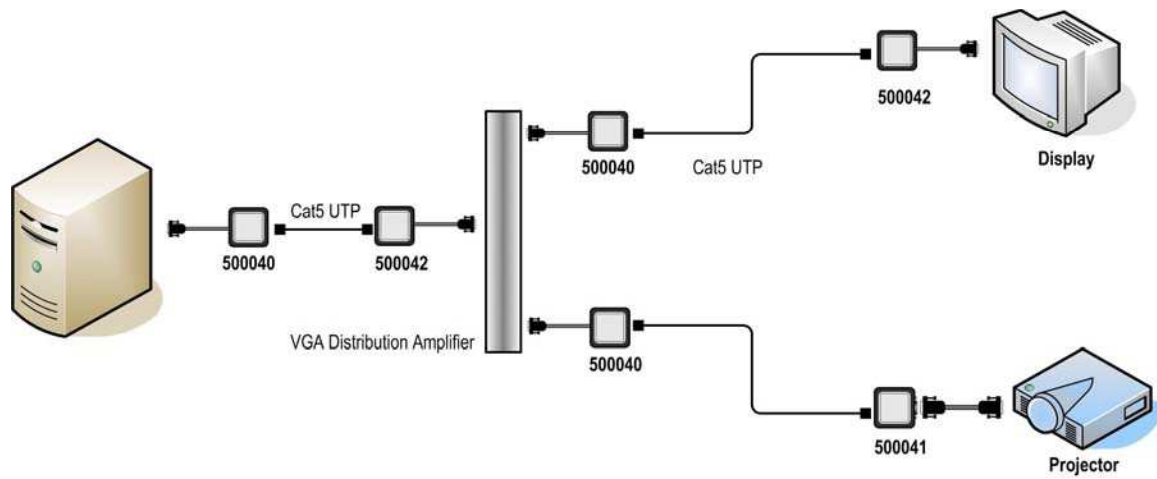 500042
Display
500040
Cat5 UTP
Cat5 UTP
500040
500042
VGA Distribution Amplifier
500040
500041
Projector